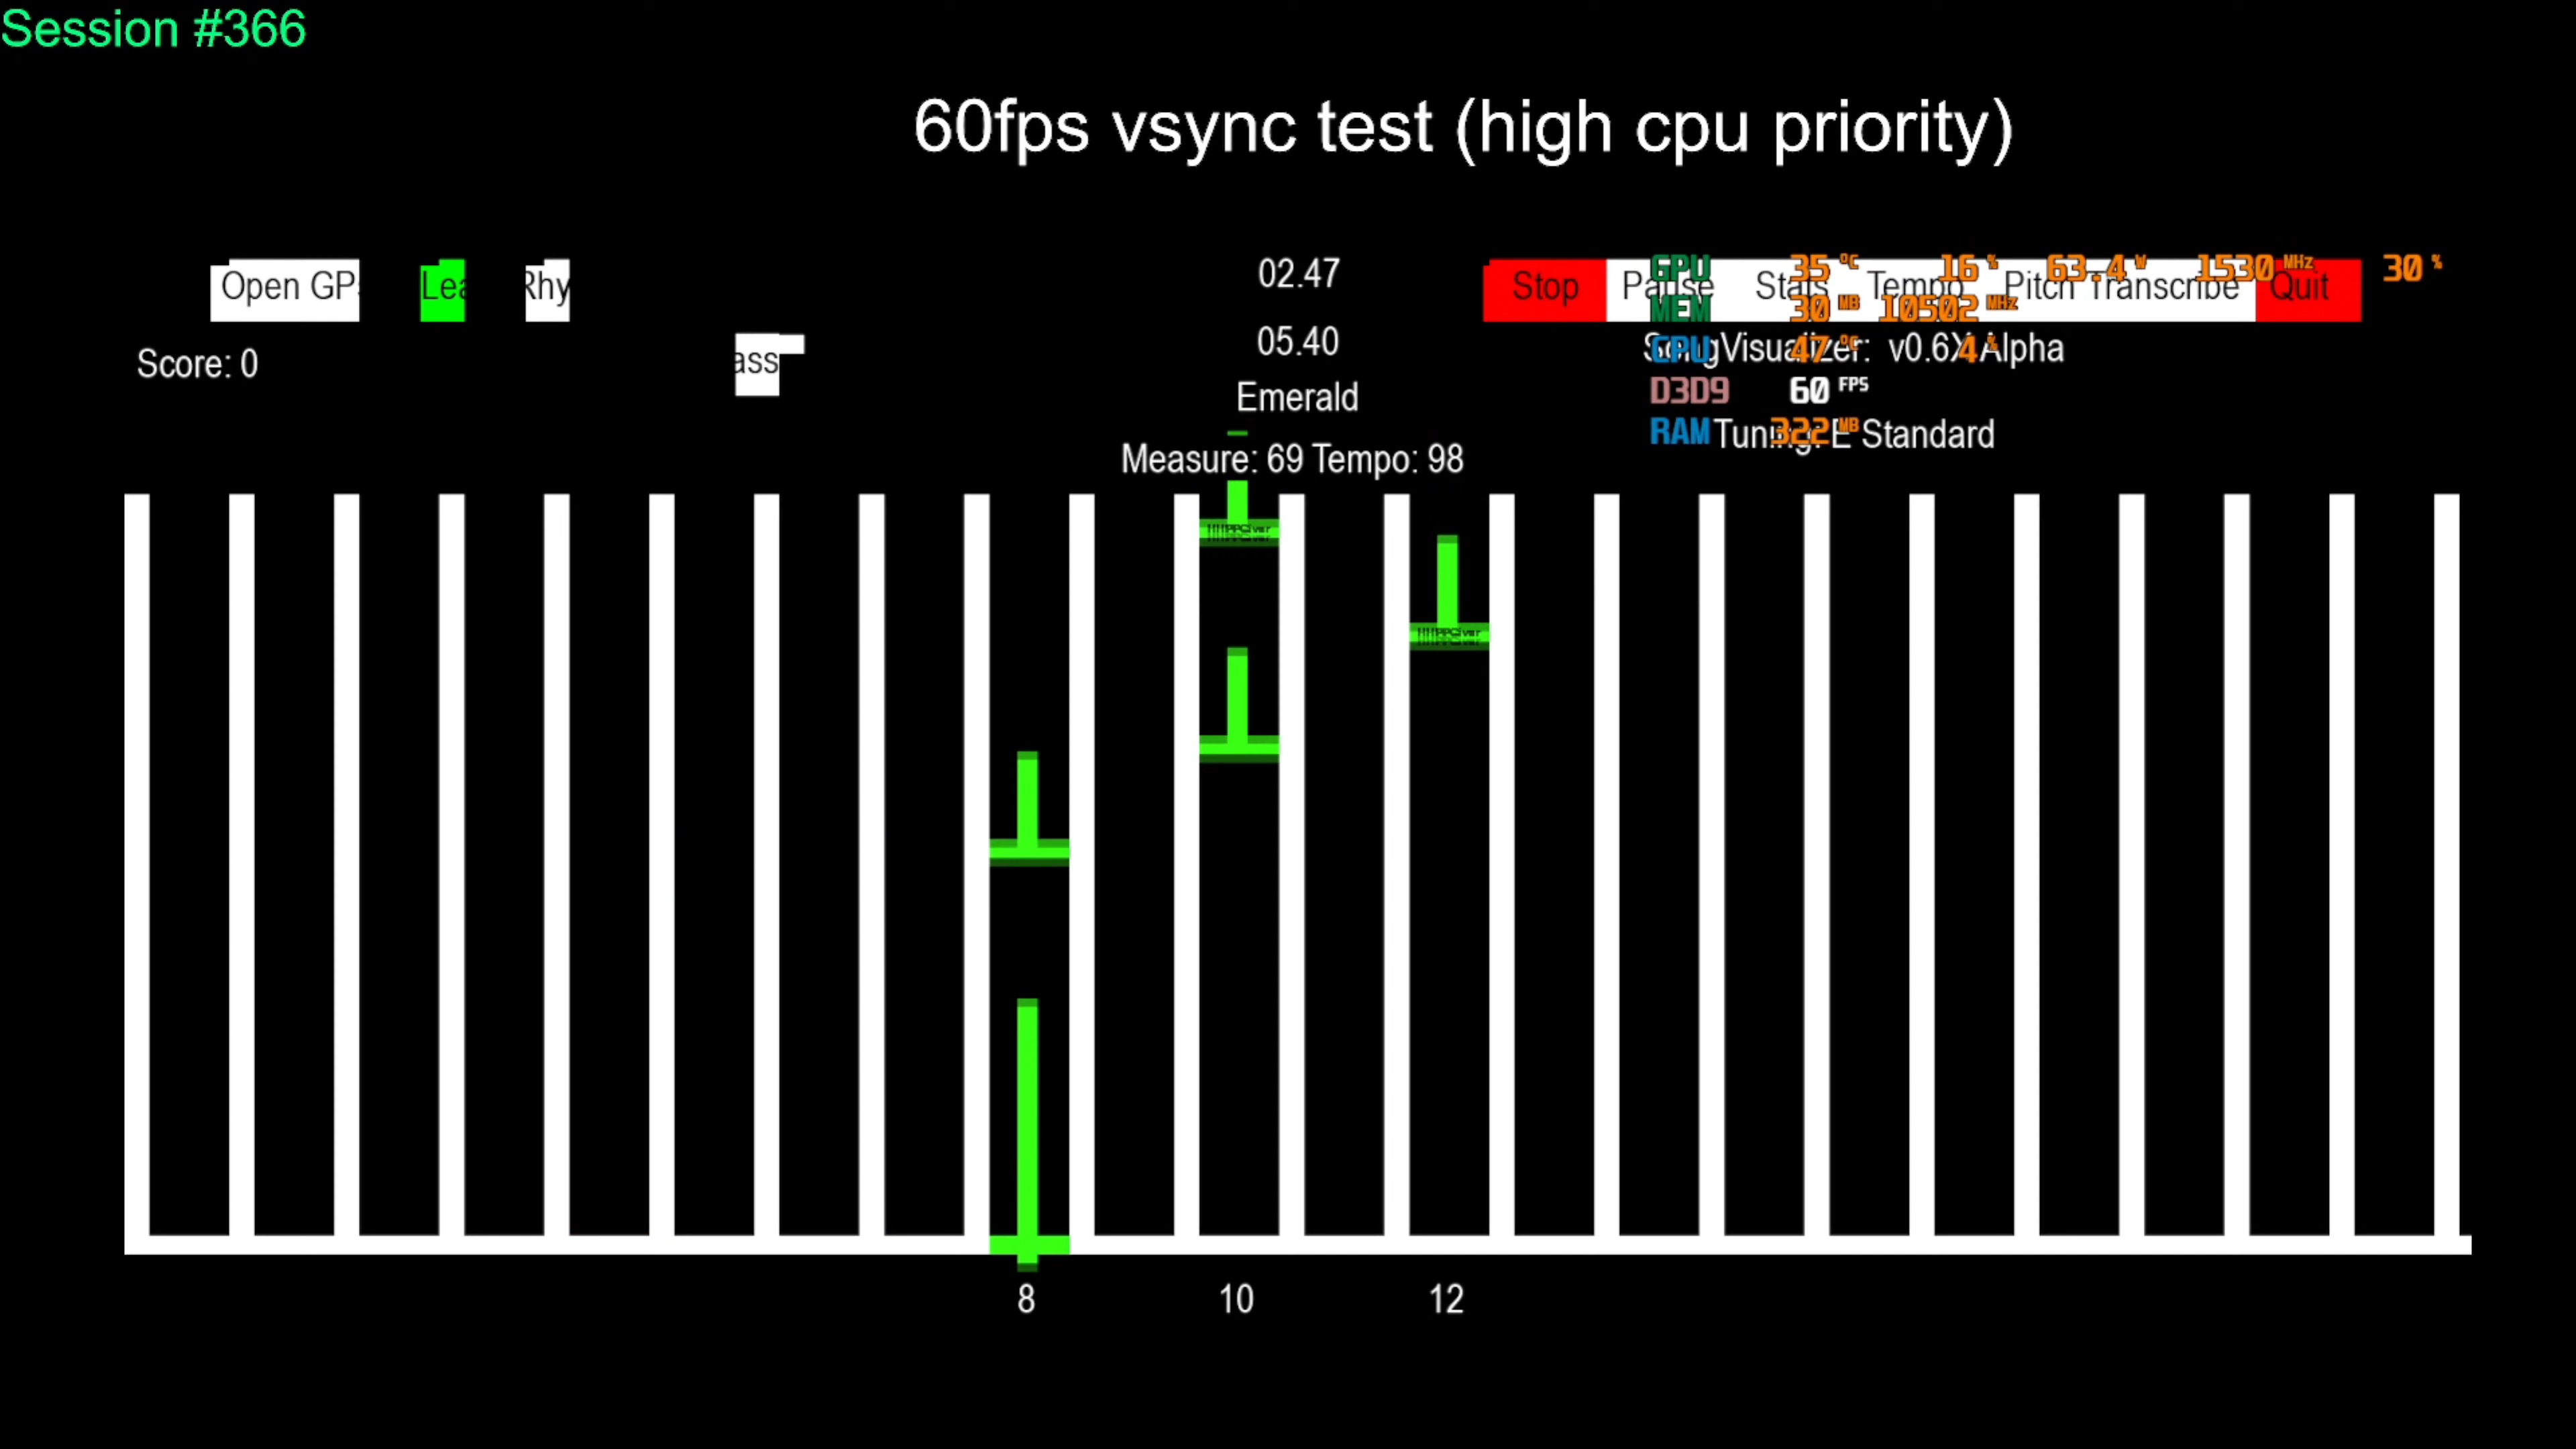 Session #366
60fps vsync test (high cpu priority)
Open GP
Lea
Rhy
02.47
Stop Pause Stats Tempo Pitch Transcribe Quit
GPU 35 °C 16 % 63.4 W 1530 MHz 30 %
MEM 30 MB 10502 MHz
Score: 0
ass
05.40
SongVisualizer: v0.6X Alpha
CPU 47 °C 4 %
Emerald
D3D9 60 FPS
RAM 322 MB
Tuning: E Standard
Measure: 69 Tempo: 98
8 10 12